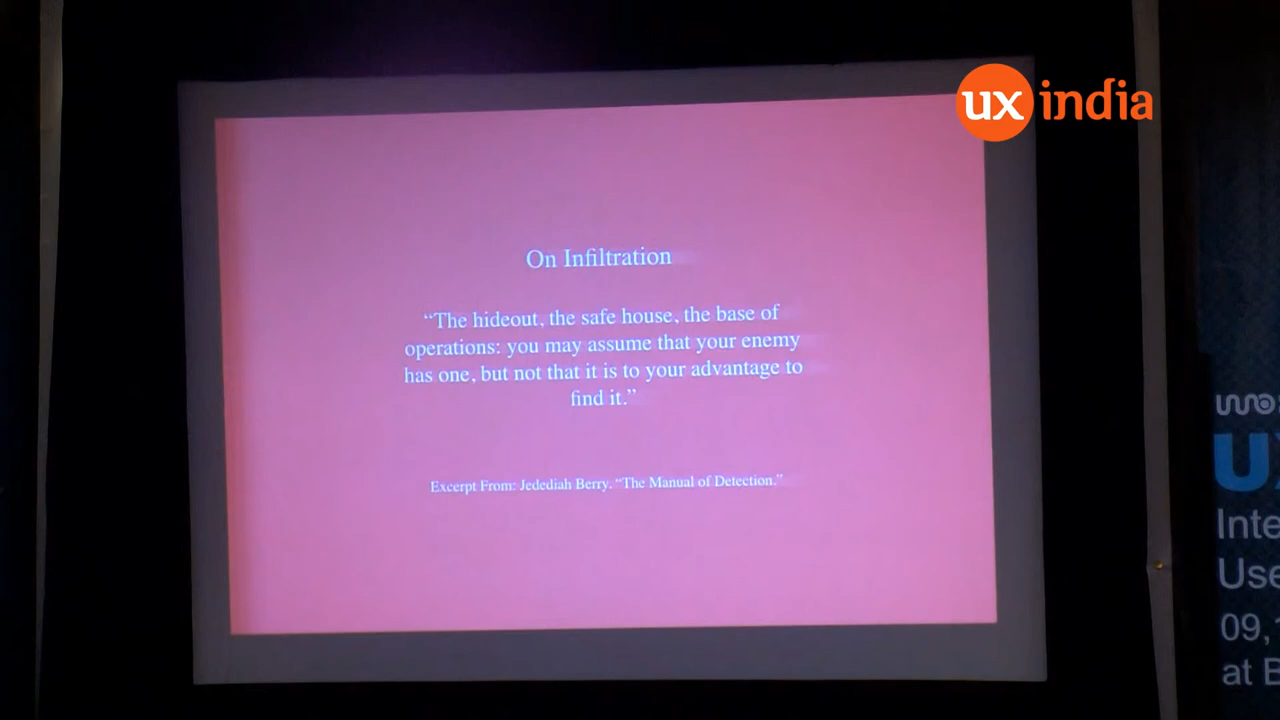 ux india
On Infiltration
“The hideout, the safe house, the base of
operations: you may assume that your enemy
has one, but not that it is to your advantage to
find it.”
Excerpt From: Jedediah Berry. “The Manual of Detection.”
Inte
Use
09,
at B